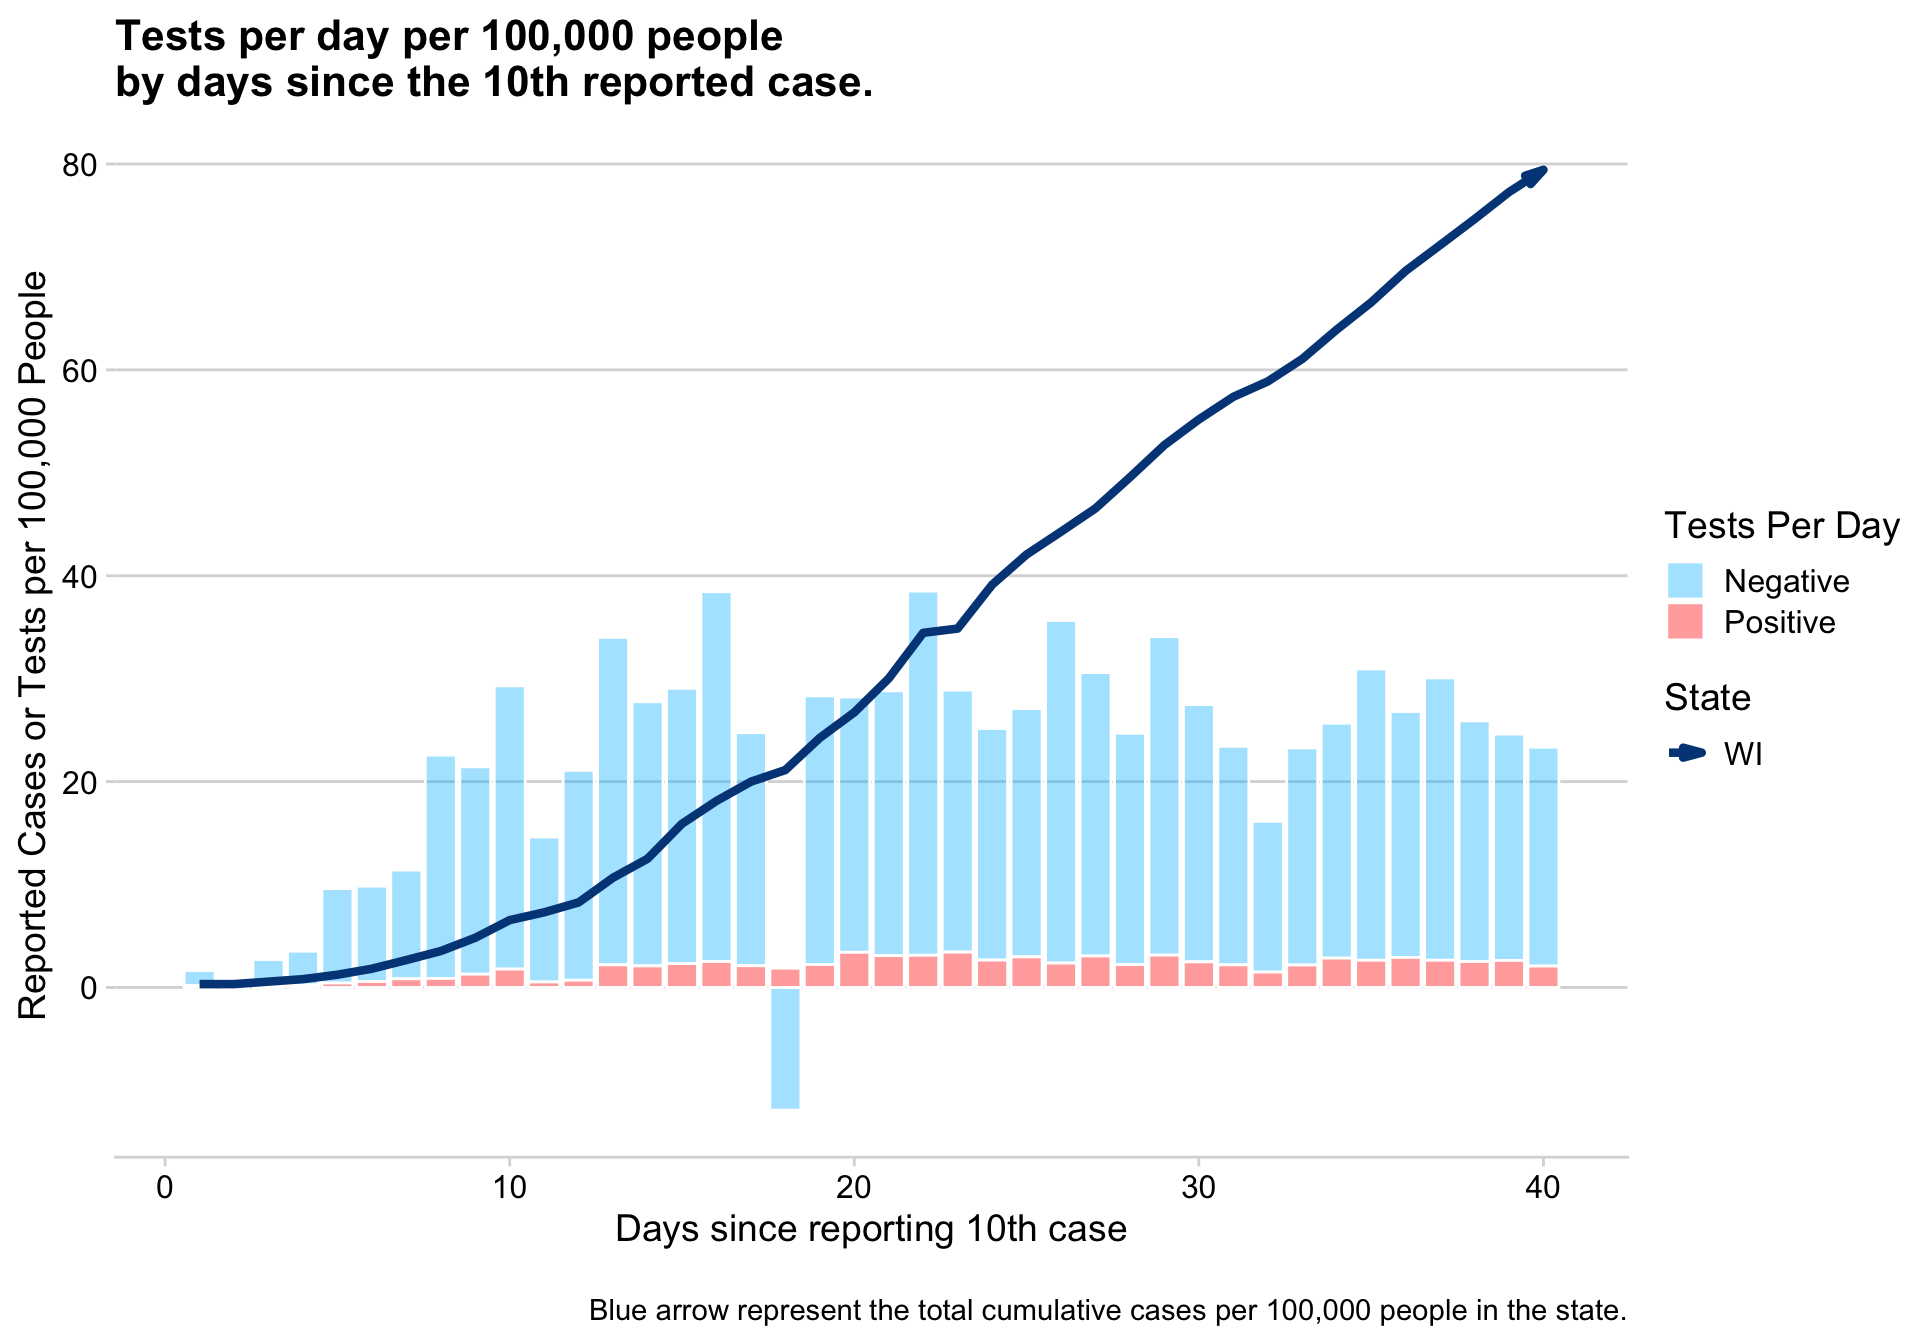 Tests per day per 100,000 people
by days since the 10th reported case.
Reported Cases or Tests per 100,000 People
80
60
40
20
0
0
10
20
30
40
Days since reporting 10th case
Tests Per Day
Negative
Positive
State
WI
Blue arrow represent the total cumulative cases per 100,000 people in the state.